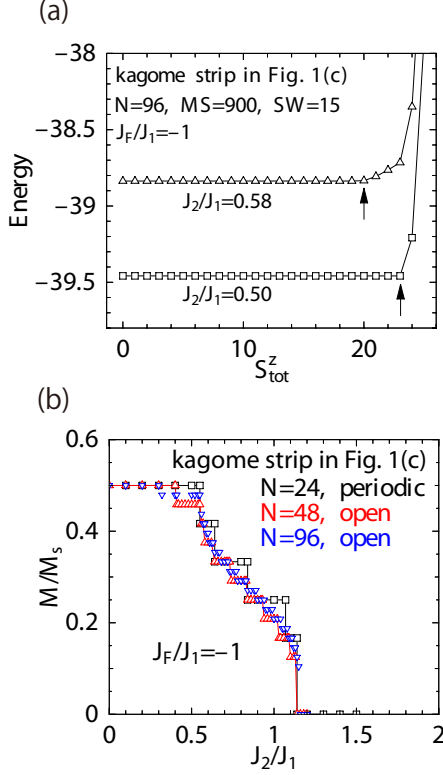 (a)
-38
kagome strip in Fig. 1(c)
N=96, MS=900, SW=15
J_F/J_1=−1
-38.5
Energy
-39
J_2/J_1=0.58
-39.5
J_2/J_1=0.50
0 10 20
S^z_tot
(b)
0.6
kagome strip in Fig. 1(c)
N=24, periodic
N=48, open
N=96, open
0.4
M/M_s
0.2
J_F/J_1=−1
0
0 0.5 1 1.5 2
J_2/J_1